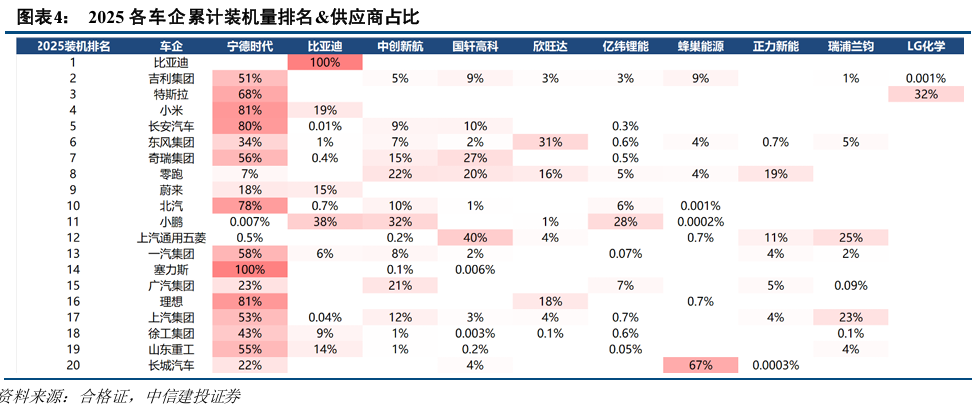 图表4： 2025 各车企累计装机量排名&供应商占比
2025装机排名 车企 宁德时代 比亚迪 中创新航 国轩高科 欣旺达 亿纬锂能 蜂巢能源 正力新能 瑞浦兰钧 LG化学
1 比亚迪 100%
2 吉利集团 51% 5% 9% 3% 3% 9% 1% 0.001%
3 特斯拉 68% 32%
4 小米 81% 19%
5 长安汽车 80% 0.01% 9% 10% 0.3%
6 东风集团 34% 1% 7% 2% 31% 0.6% 4% 0.7% 5%
7 奇瑞集团 56% 0.4% 15% 27% 0.5%
8 零跑 7% 22% 20% 16% 5% 4% 19%
9 蔚来 18% 15%
10 北汽 78% 0.7% 10% 1% 6% 0.001%
11 小鹏 0.007% 38% 32% 1% 28% 0.0002%
12 上汽通用五菱 0.5% 0.2% 40% 4% 0.7% 11% 25%
13 一汽集团 58% 6% 8% 2% 0.07% 4% 2%
14 塞力斯 100% 0.1% 0.006%
15 广汽集团 23% 21% 7% 5% 0.09%
16 理想 81% 18% 0.7%
17 上汽集团 53% 0.04% 12% 3% 4% 0.7% 4% 23%
18 徐工集团 43% 9% 1% 0.003% 0.1% 0.6% 0.1%
19 山东重工 55% 14% 1% 0.2% 0.05% 4%
20 长城汽车 22% 4% 67% 0.0003%
资料来源：合格证，中信建投证券